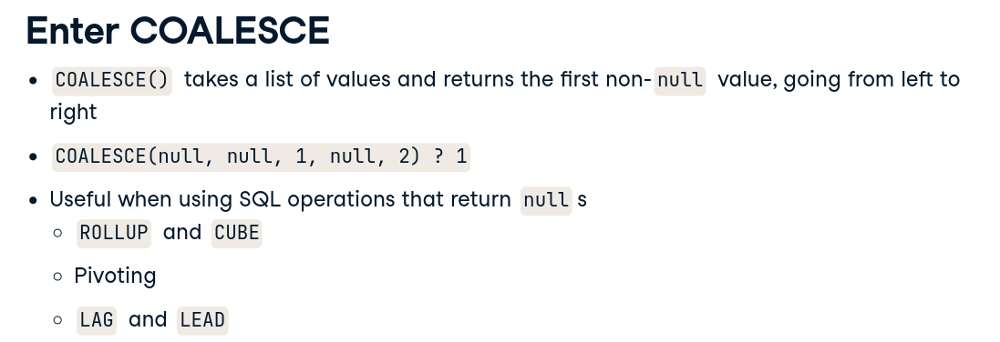 Enter COALESCE
• COALESCE() takes a list of values and returns the first non- null value, going from left to
right
• COALESCE(null, null, 1, null, 2) ? 1
• Useful when using SQL operations that return null s
○ ROLLUP and CUBE
○ Pivoting
○ LAG and LEAD